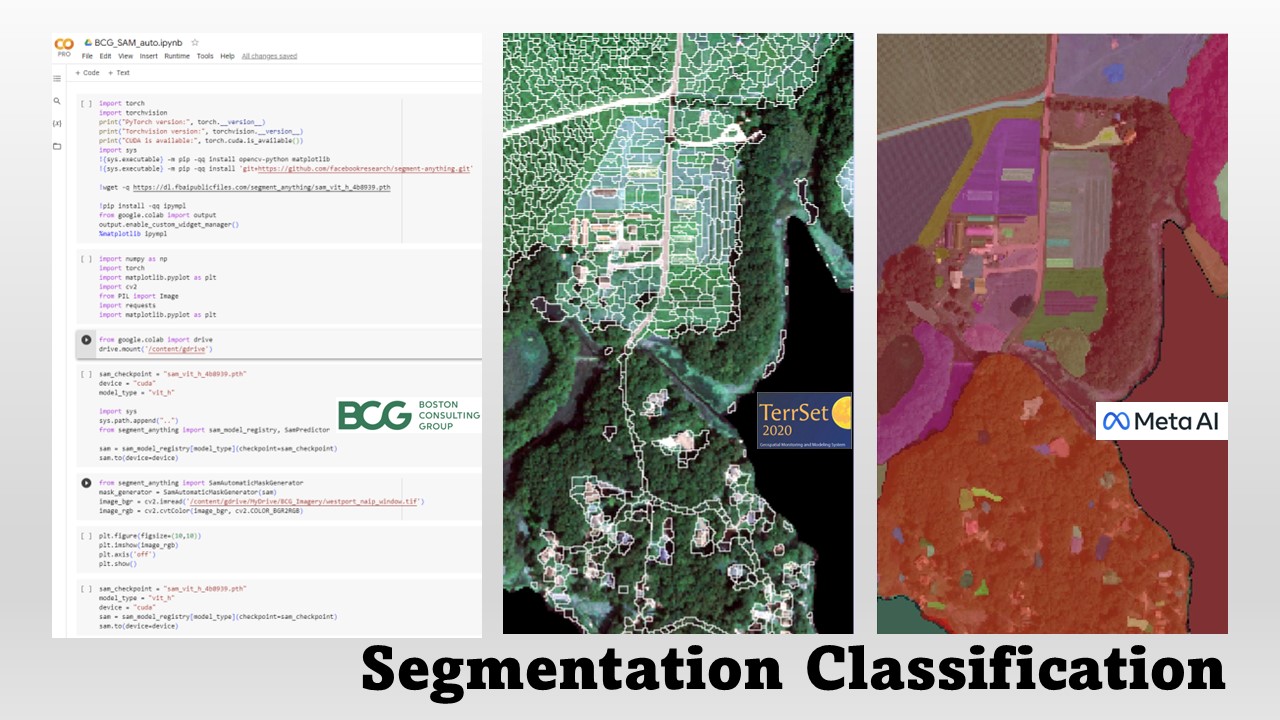 CO
PRO
BCG_SAM_auto.ipynb
File Edit View Insert Runtime Tools Help All changes saved
+ Code + Text
[ ] import torch
import torchvision
print("PyTorch version:", torch.__version__)
print("Torchvision version:", torchvision.__version__)
print("CUDA is available:", torch.cuda.is_available())
import sys
!{sys.executable} -m pip -qq install opencv-python matplotlib
!{sys.executable} -m pip -qq install 'git+https://github.com/facebookresearch/segment-anything.git'
!wget -q https://dl.fbaipublicfiles.com/segment_anything/sam_vit_h_4b8939.pth
!pip install -qq ipympl
from google.colab import output
output.enable_custom_widget_manager()
%matplotlib ipympl
{x}
[ ] import numpy as np
import torch
import matplotlib.pyplot as plt
import cv2
from PIL import Image
import requests
import matplotlib.pyplot as plt
from google.colab import drive
drive.mount('/content/gdrive')
[ ] sam_checkpoint = "sam_vit_h_4b8939.pth"
device = "cuda"
model_type = "vit_h"
import sys
sys.path.append("..")
from segment_anything import sam_model_registry, SamPredictor
sam = sam_model_registry[model_type](checkpoint=sam_checkpoint)
sam.to(device=device)
from segment_anything import SamAutomaticMaskGenerator
mask_generator = SamAutomaticMaskGenerator(sam)
image_bgr = cv2.imread('/content/gdrive/MyDrive/BCG_Imagery/westport_naip_window.tif')
image_rgb = cv2.cvtColor(image_bgr, cv2.COLOR_BGR2RGB)
[ ] plt.figure(figsize=(10,10))
plt.imshow(image_rgb)
plt.axis('off')
plt.show()
[ ] sam_checkpoint = "sam_vit_h_4b8939.pth"
model_type = "vit_h"
device = "cuda"
sam = sam_model_registry[model_type](checkpoint=sam_checkpoint)
sam.to(device=device)
BCG
BOSTON
CONSULTING
GROUP
TerrSet
2020
Geospatial Monitoring and Modeling System
Meta AI
Segmentation Classification